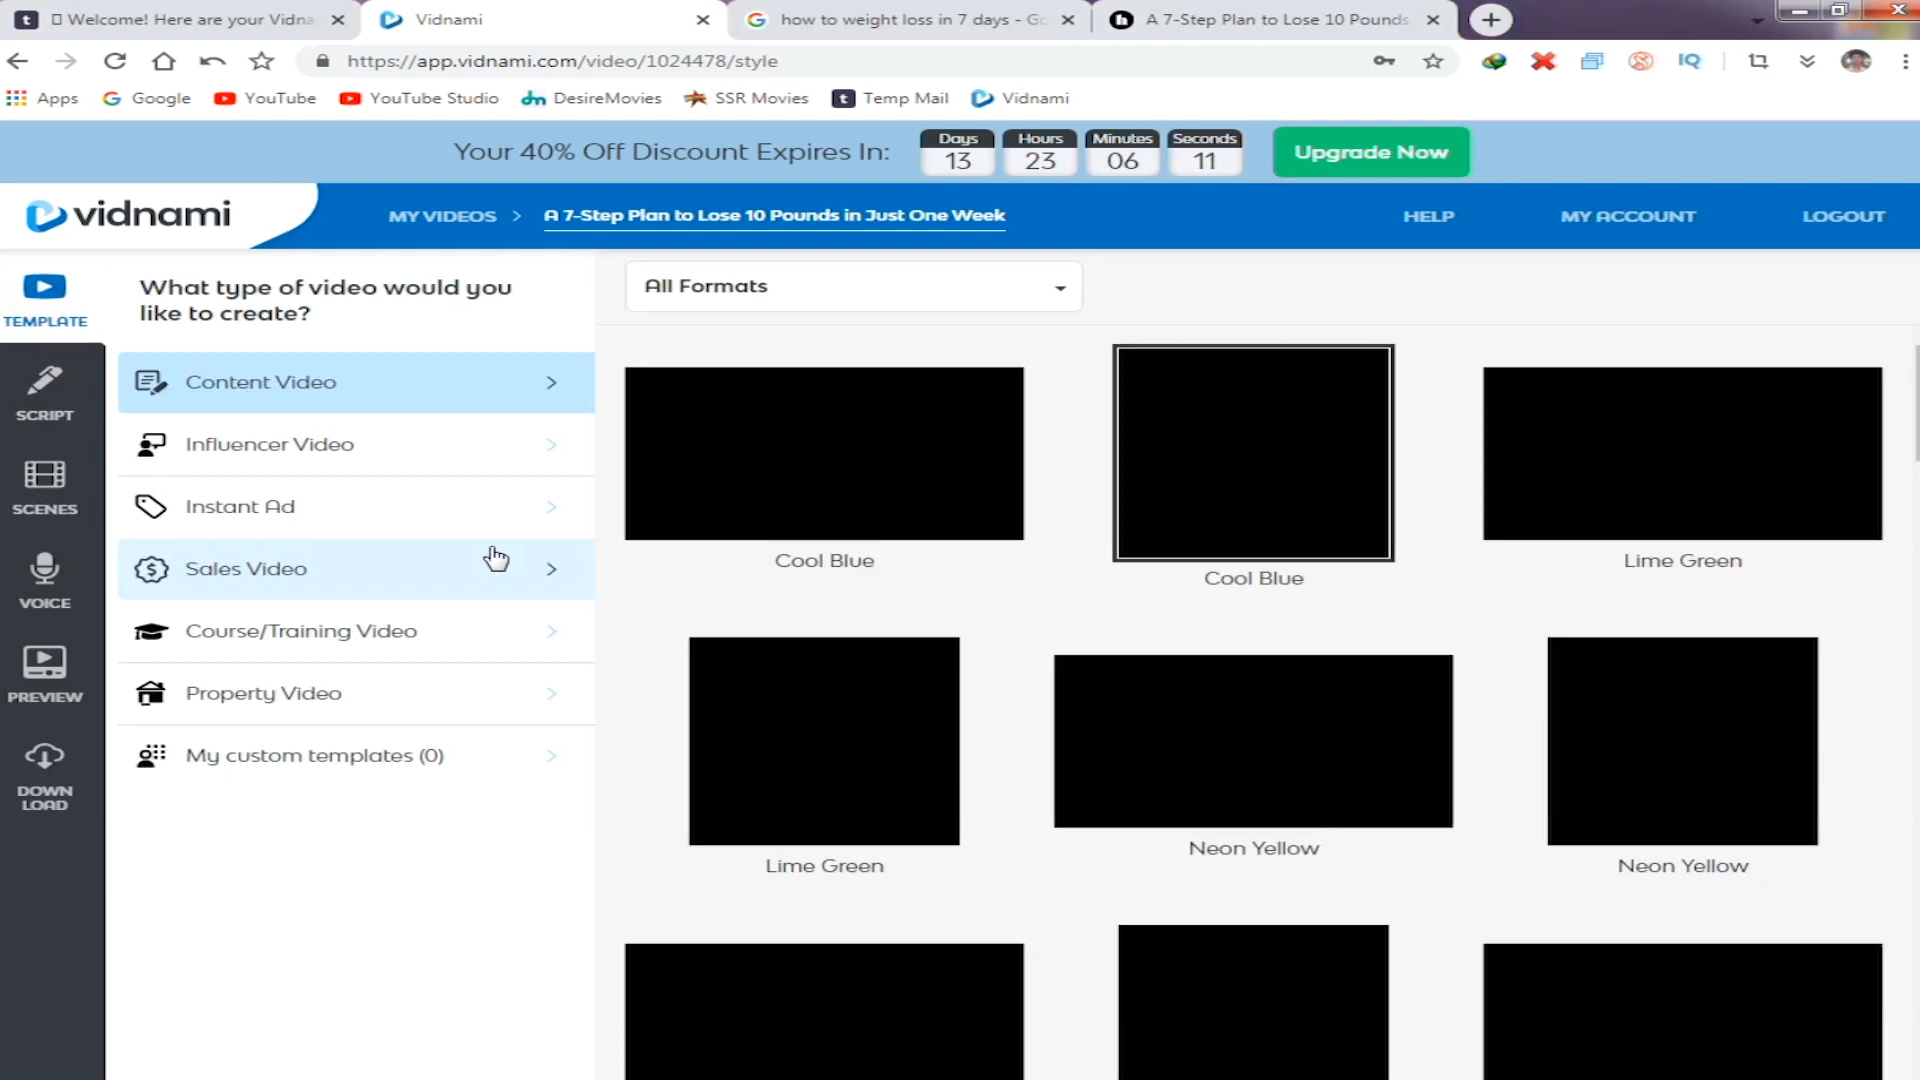 Welcome! Here are your Vidna
Vidnami
how to weight loss in 7 days - Go
A 7-Step Plan to Lose 10 Pounds
https://app.vidnami.com/video/1024478/style
Apps
Google
YouTube
YouTube Studio
DesireMovies
SSR Movies
Temp Mail
Vidnami
Your 40% Off Discount Expires In:
Days
13
Hours
23
Minutes
06
Seconds
11
Upgrade Now
vidnami
MY VIDEOS > A 7-Step Plan to Lose 10 Pounds in Just One Week
HELP
MY ACCOUNT
LOGOUT
TEMPLATE
SCRIPT
SCENES
VOICE
PREVIEW
DOWN
LOAD
What type of video would you
like to create?
Content Video
Influencer Video
Instant Ad
Sales Video
Course/Training Video
Property Video
My custom templates (0)
All Formats
Cool Blue
Cool Blue
Lime Green
Lime Green
Neon Yellow
Neon Yellow